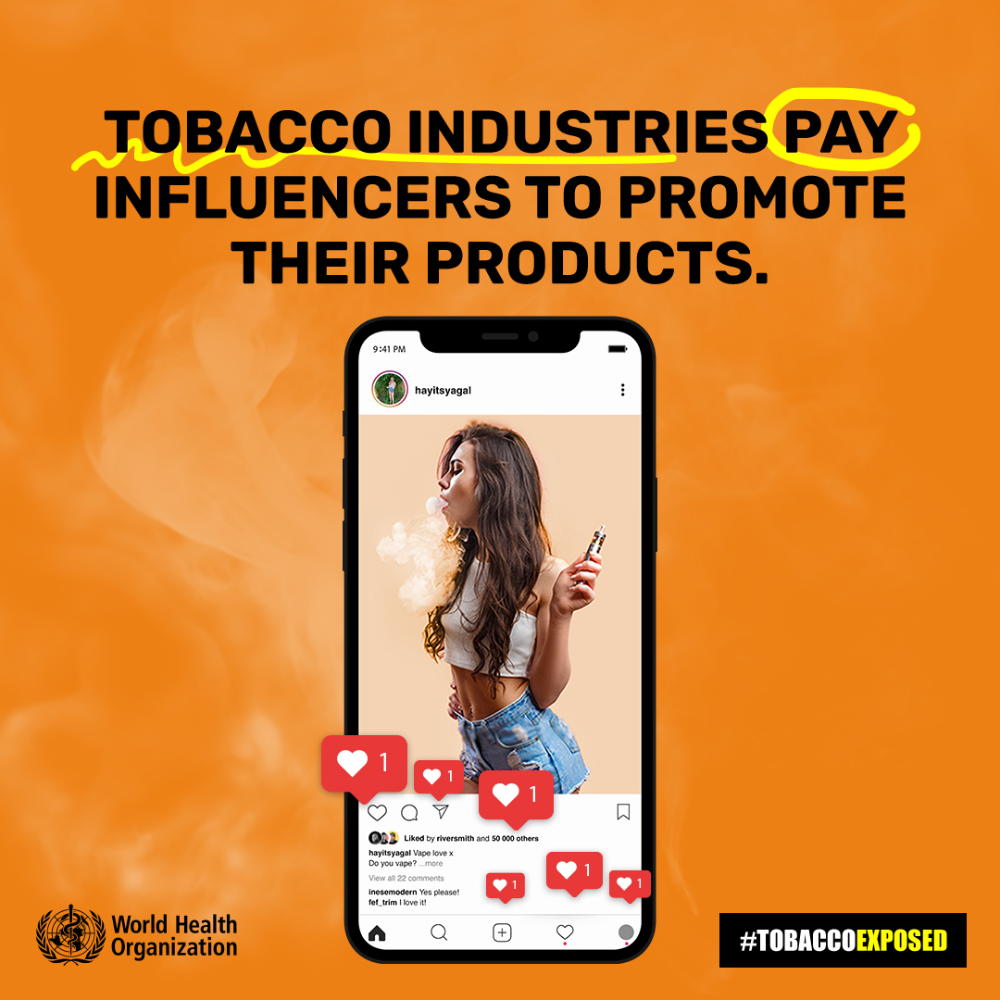 TOBACCO INDUSTRIES PAY
INFLUENCERS TO PROMOTE
THEIR PRODUCTS.
9:41 PM
hayitsyagal
1
1
1
Liked by riversmith and 50 000 others
hayitsyagal Vape love x
Do you vape? ...more
View all 22 comments
inesemodern Yes please!
fef_trim I love it!
1
1
1
World Health
Organization
#TOBACCOEXPOSED